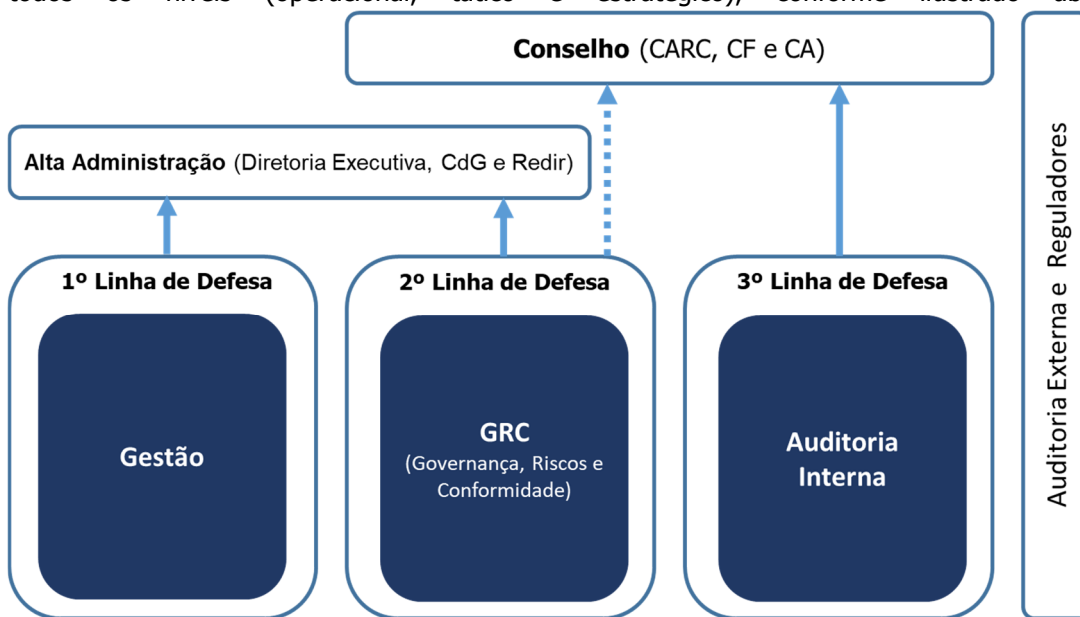 Conselho (CARC, CF e CA)
Alta Administração (Diretoria Executiva, CdG e Redir)
1º Linha de Defesa
2º Linha de Defesa
3º Linha de Defesa
Gestão
GRC
(Governança, Riscos e
Conformidade)
Auditoria
Interna
Auditoria Externa e Reguladores